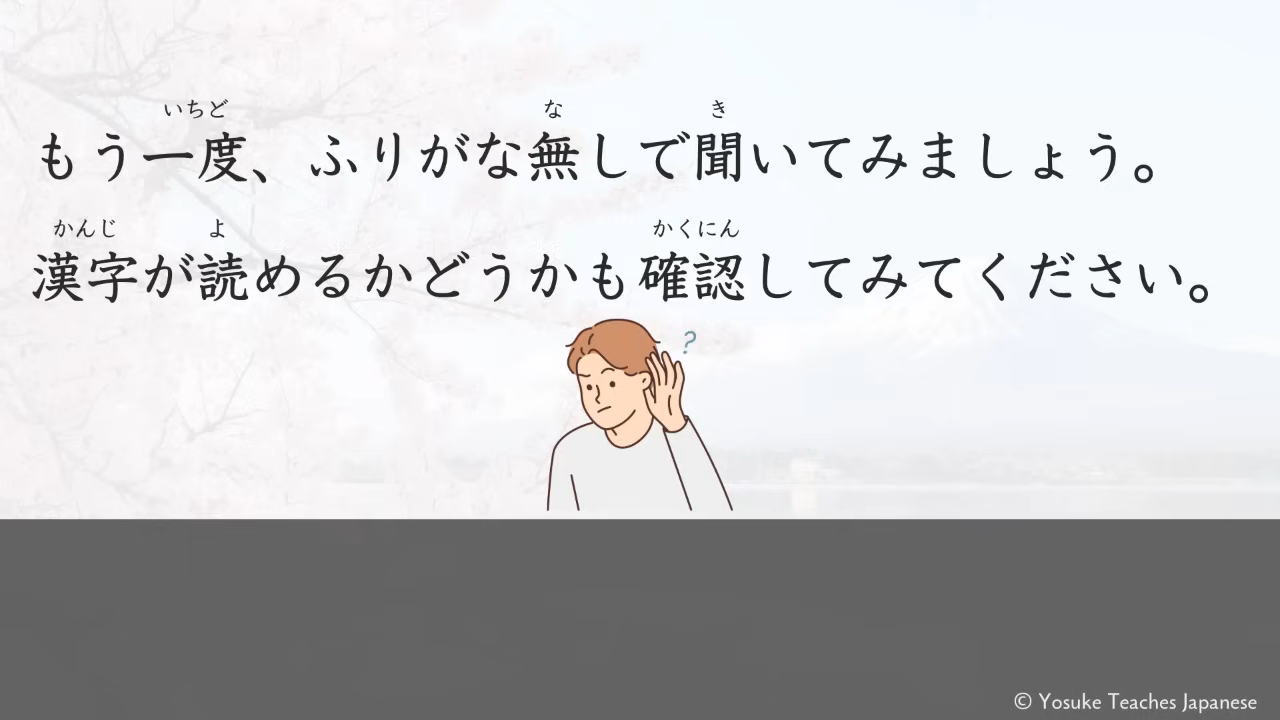 いちど な き
もう一度、ふりがな無しで聞いてみましょう。
かんじ よ かくにん
漢字が読めるかどうかも確認してみてください。
?
© Yosuke Teaches Japanese